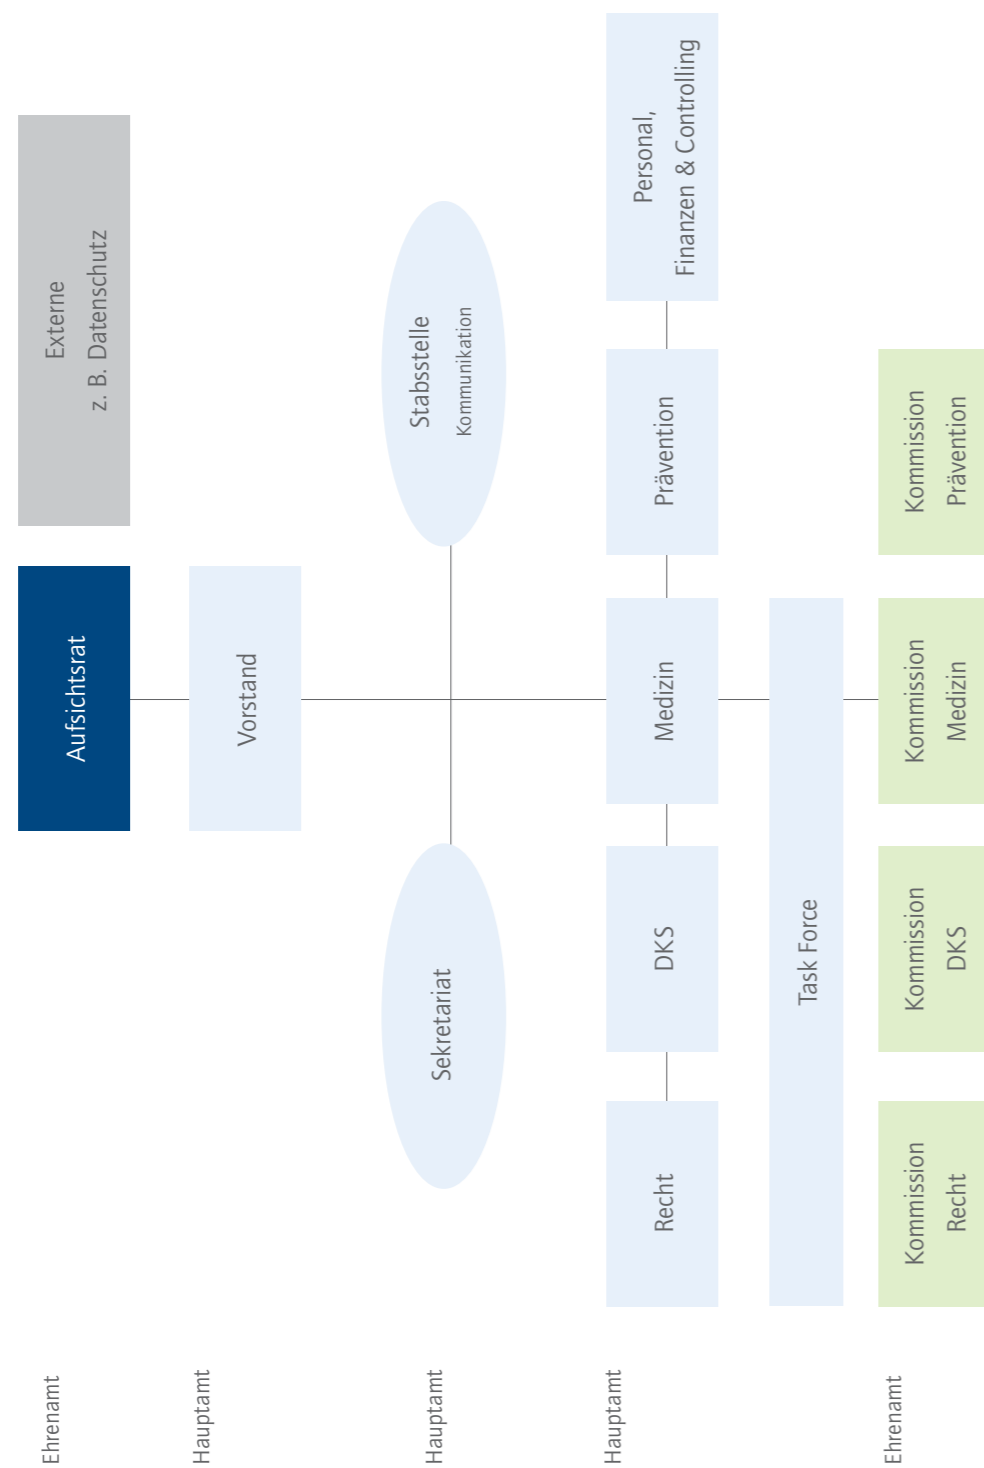 Ehrenamt
Aufsichtsrat
Externe
z. B. Datenschutz
Hauptamt
Vorstand
Hauptamt
Sekretariat
Stabsstelle
Kommunikation
Hauptamt
Recht
DKS
Medizin
Prävention
Personal,
Finanzen & Controlling
Task Force
Ehrenamt
Kommission
Recht
Kommission
DKS
Kommission
Medizin
Kommission
Prävention